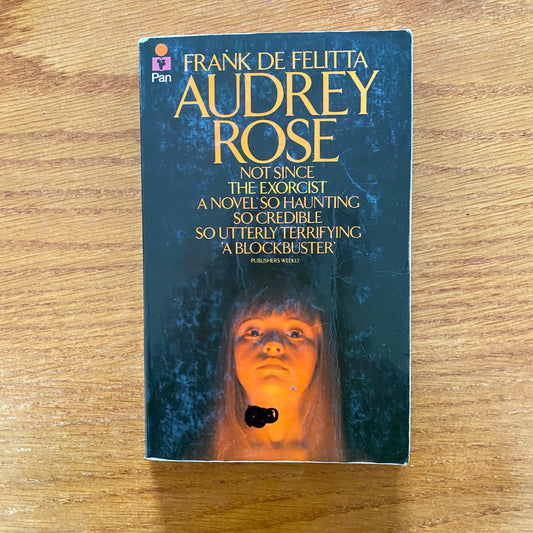 Pan
FRANK DE FELITTA
AUDREY
ROSE
NOT SINCE
THE EXORCIST
A NOVEL SO HAUNTING
SO CREDIBLE
SO UTTERLY TERRIFYING
'A BLOCKBUSTER'
PUBLISHER'S WEEKLY